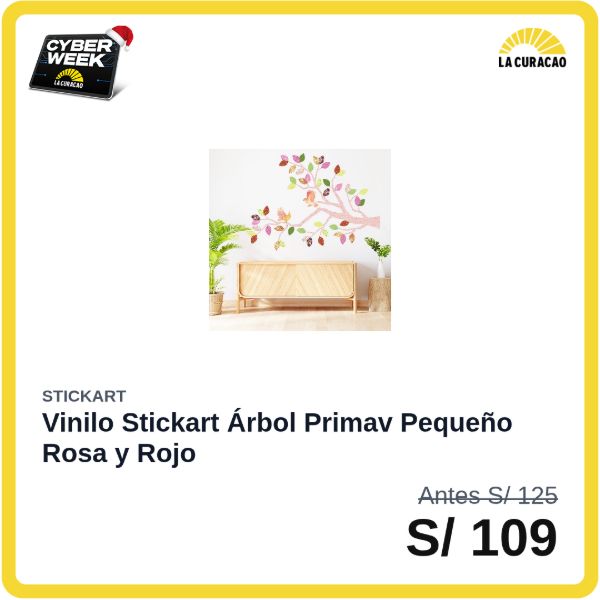 CYBER
WEEK
LA CURACAO
LA CURACAO
STICKART
Vinilo Stickart Árbol Primav Pequeño
Rosa y Rojo
Antes S/ 125
S/ 109